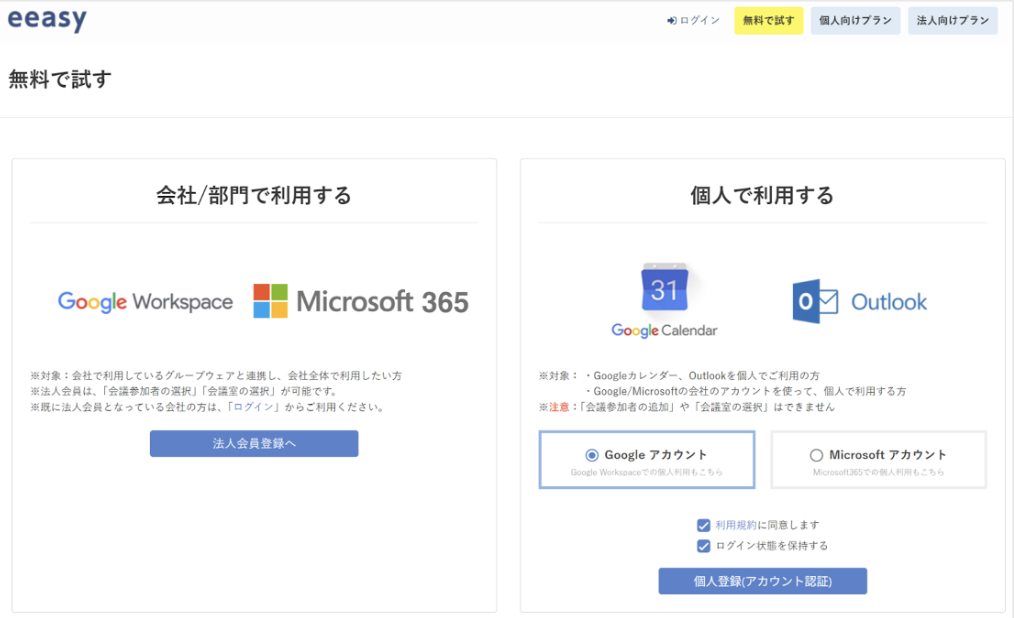 eeasy
ログイン 無料で試す 個人向けプラン 法人向けプラン
無料で試す
会社/部門で利用する
Google Workspace Microsoft 365
※対象：会社で利用しているグループウェアと連携し、会社全体で利用したい方
※法人会員は、「会議参加者の選択」「会議室の選択」が可能です。
※既に法人会員となっている会社の方は、「ログイン」からご利用ください。
法人会員登録へ
個人で利用する
31
Google Calendar
Outlook
※対象： ・Googleカレンダー、Outlookを個人でご利用の方
・Google/Microsoftの会社のアカウントを使って、個人で利用する方
※注意：「会議参加者の追加」や「会議室の選択」はできません
Google アカウント
Google Workspaceでの個人利用もこちら
Microsoft アカウント
Microsoft365での個人利用もこちら
利用規約に同意します
ログイン状態を保持する
個人登録(アカウント認証)